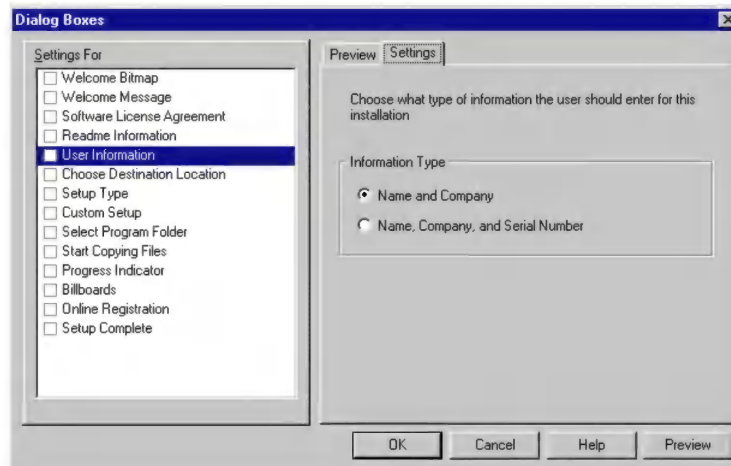 Dialog Boxes
Settings For
Welcome Bitmap
Welcome Message
Software License Agreement
Readme Information
User Information
Choose Destination Location
Setup Type
Custom Setup
Select Program Folder
Start Copying Files
Progress Indicator
Billboards
Online Registration
Setup Complete
Preview
Settings
Choose what type of information the user should enter for this
installation
Information Type
Name and Company
Name, Company, and Serial Number
OK
Cancel
Help
Preview